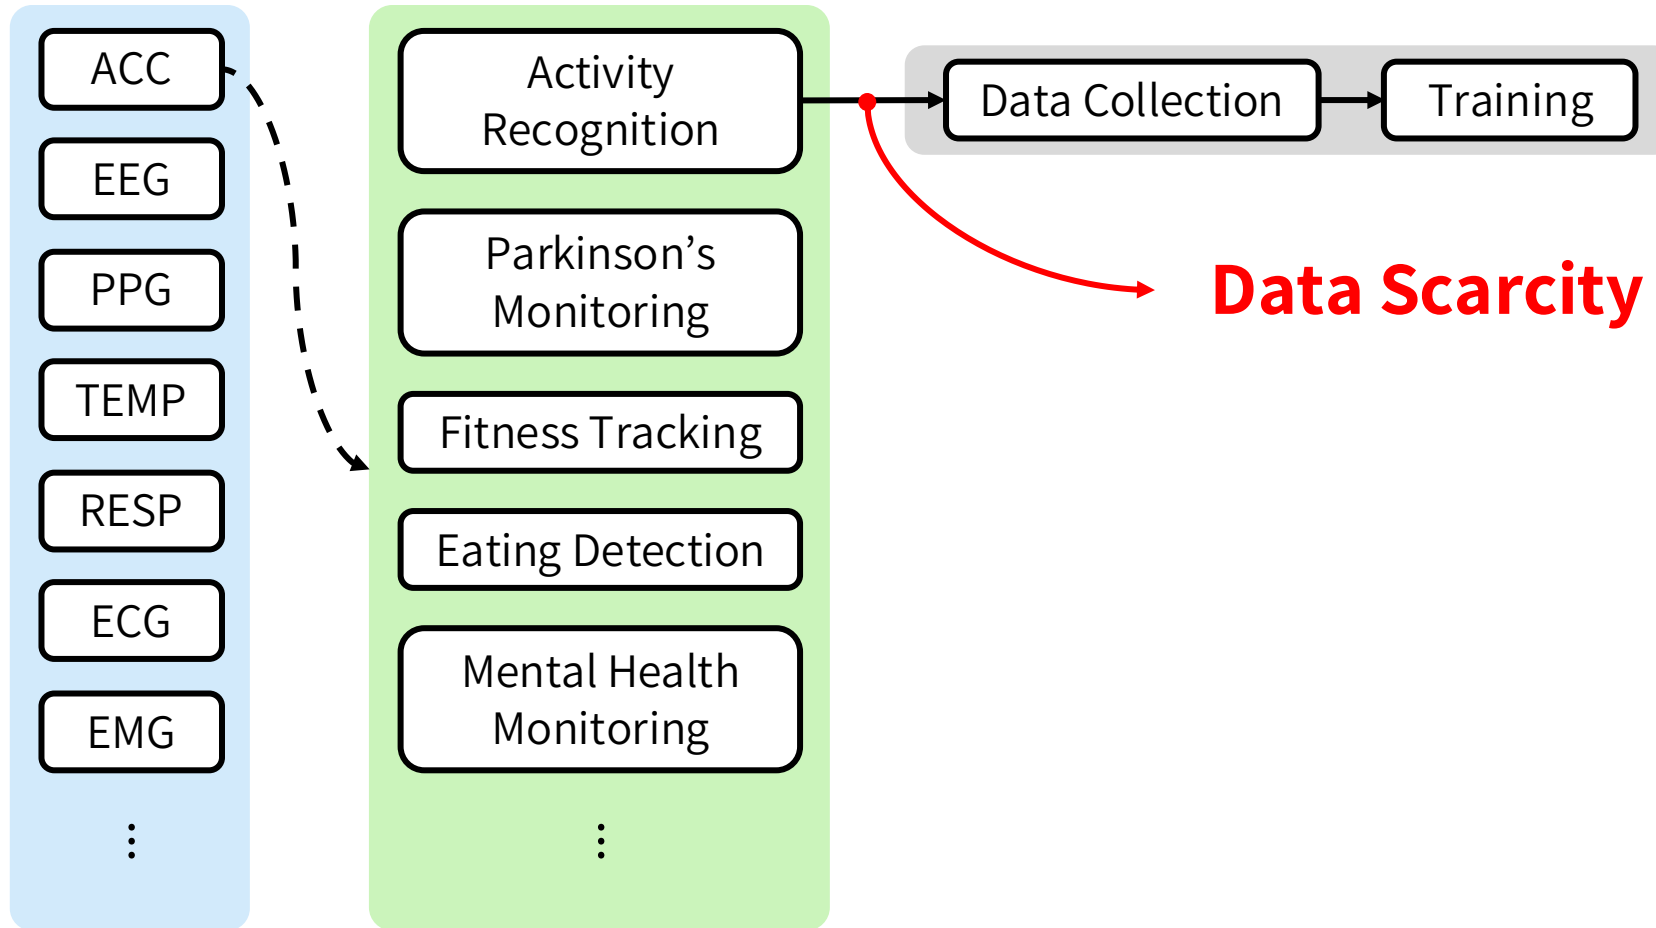 ACC
EEG
PPG
TEMP
RESP
ECG
EMG
⋮
Activity
Recognition
Parkinson’s
Monitoring
Fitness Tracking
Eating Detection
Mental Health
Monitoring
⋮
Data Collection
Training
Data Scarcity